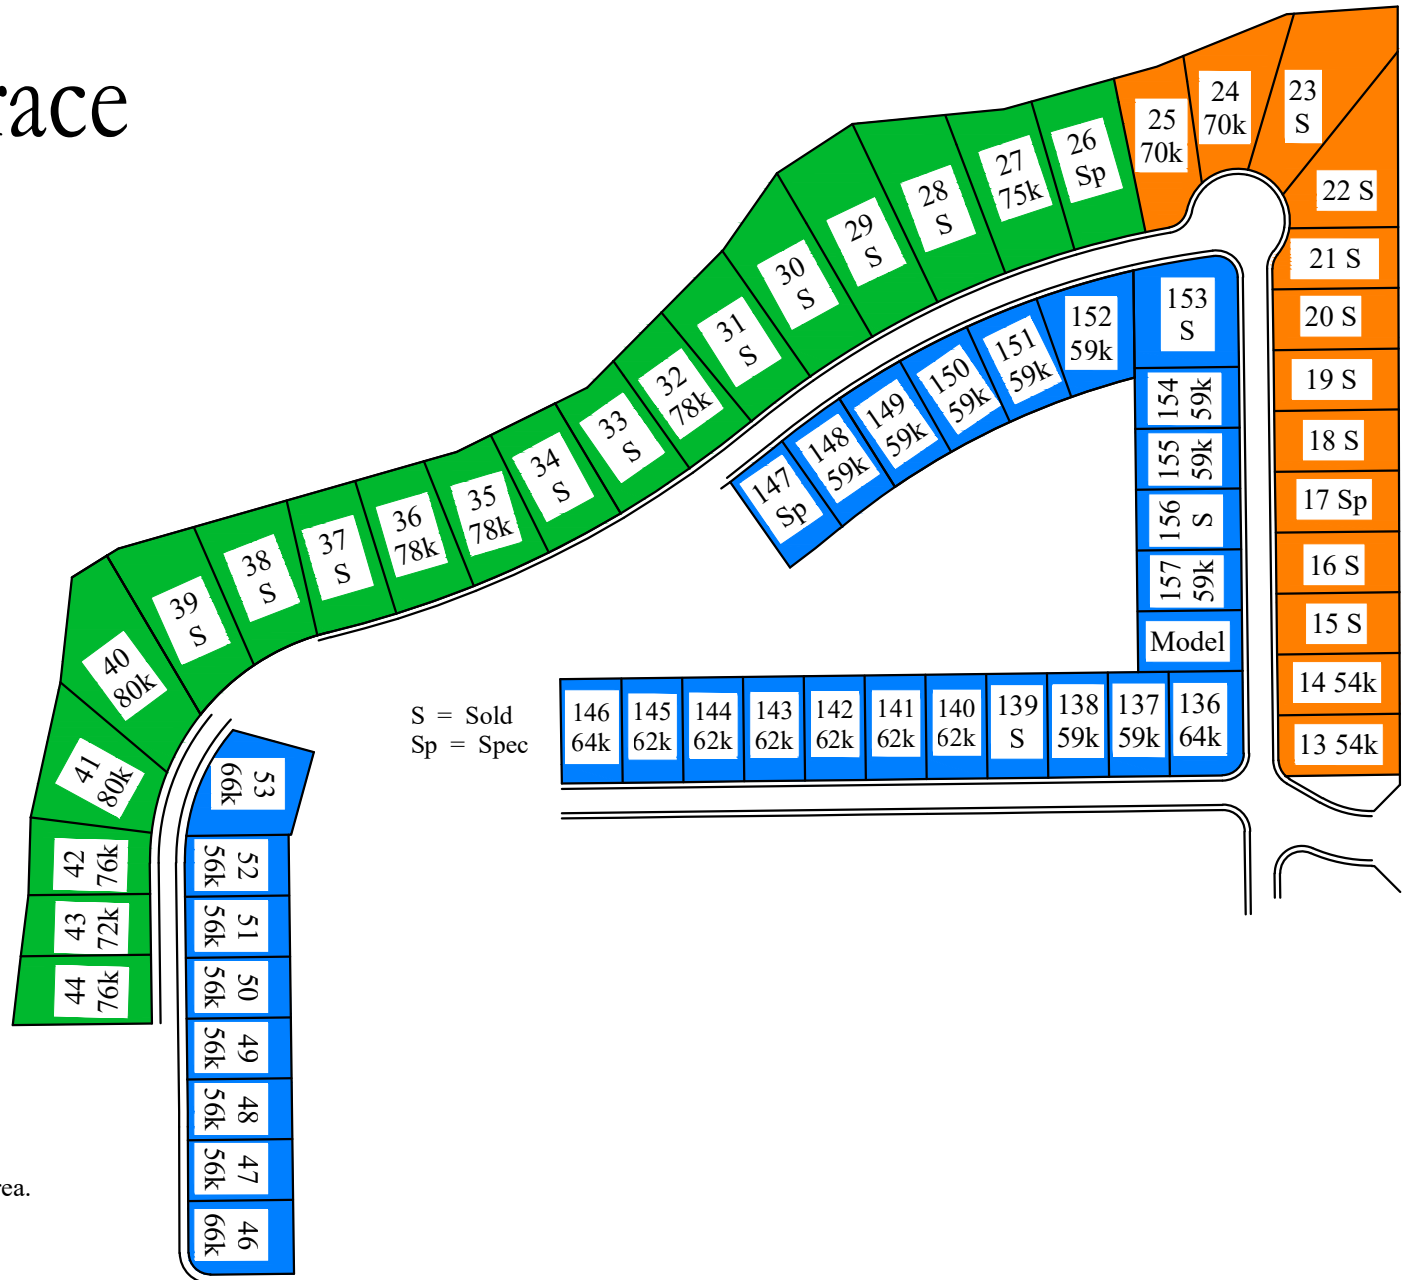 race
24
70k
23
S
25
70k
26
Sp
27
75k
28
S
29
S
30
S
31
S
32
78k
33
S
34
S
35
78k
36
78k
37
S
38
S
39
S
40
80k
41
80k
42
76k
43
72k
44
76k
22 S
21 S
20 S
19 S
18 S
17 Sp
16 S
15 S
14 54k
13 54k
153
S
152
59k
151
59k
150
59k
149
59k
148
59k
147
Sp
154
59k
155
59k
156
S
157
59k
Model
S = Sold
Sp = Spec
146
64k
145
62k
144
62k
143
62k
142
62k
141
62k
140
62k
139
S
138
59k
137
59k
136
64k
53
66k
52
56k
51
56k
50
56k
49
56k
48
56k
47
56k
46
66k
rea.